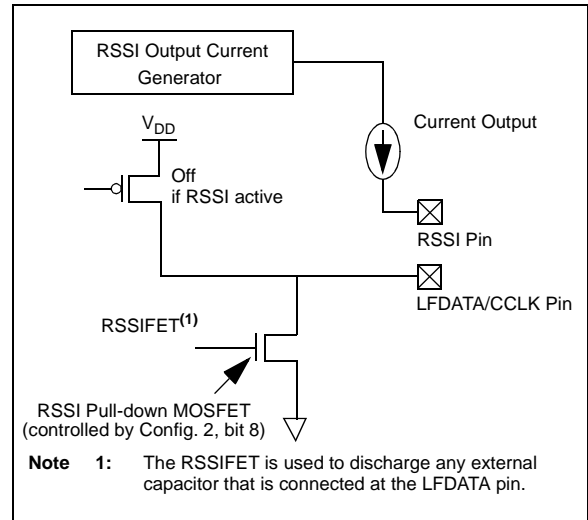 RSSI Output Current
Generator
VDD
Current Output
Off
if RSSI active
RSSI Pin
LFDATA/CCLK Pin
RSSIFET(1)
RSSI Pull-down MOSFET
(controlled by Config. 2, bit 8)
Note 1: The RSSIFET is used to discharge any external
capacitor that is connected at the LFDATA pin.